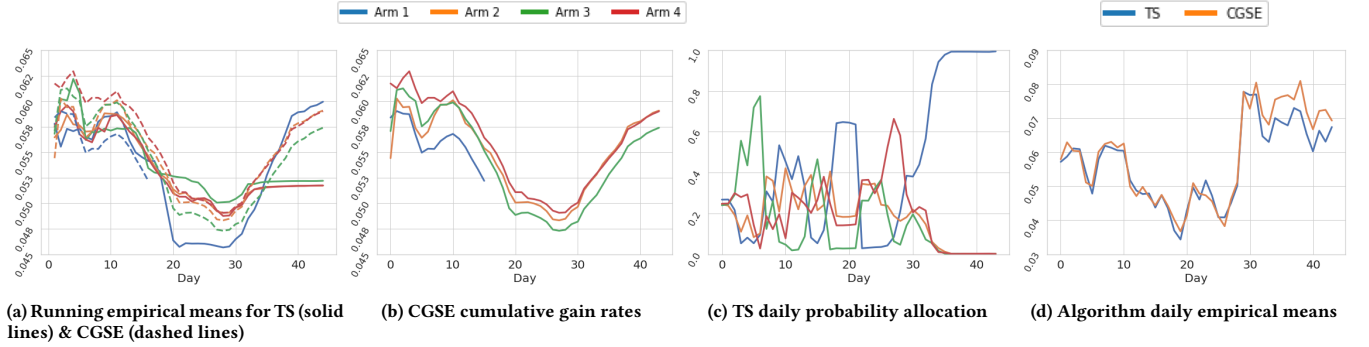 Arm 1 Arm 2 Arm 3 Arm 4
TS CGSE
0.065
0.062
0.060
0.058
0.055
0.053
0.050
0.048
0.045
0 10 20 30 40
Day
0.065
0.062
0.060
0.058
0.055
0.053
0.050
0.048
0.045
0 10 20 30 40
Day
1.0
0.8
0.6
0.4
0.2
0.0
0 10 20 30 40
Day
0.09
0.08
0.07
0.06
0.05
0.04
0.03
0 10 20 30 40
Day
(a) Running empirical means for TS (solid
lines) & CGSE (dashed lines)
(b) CGSE cumulative gain rates
(c) TS daily probability allocation
(d) Algorithm daily empirical means